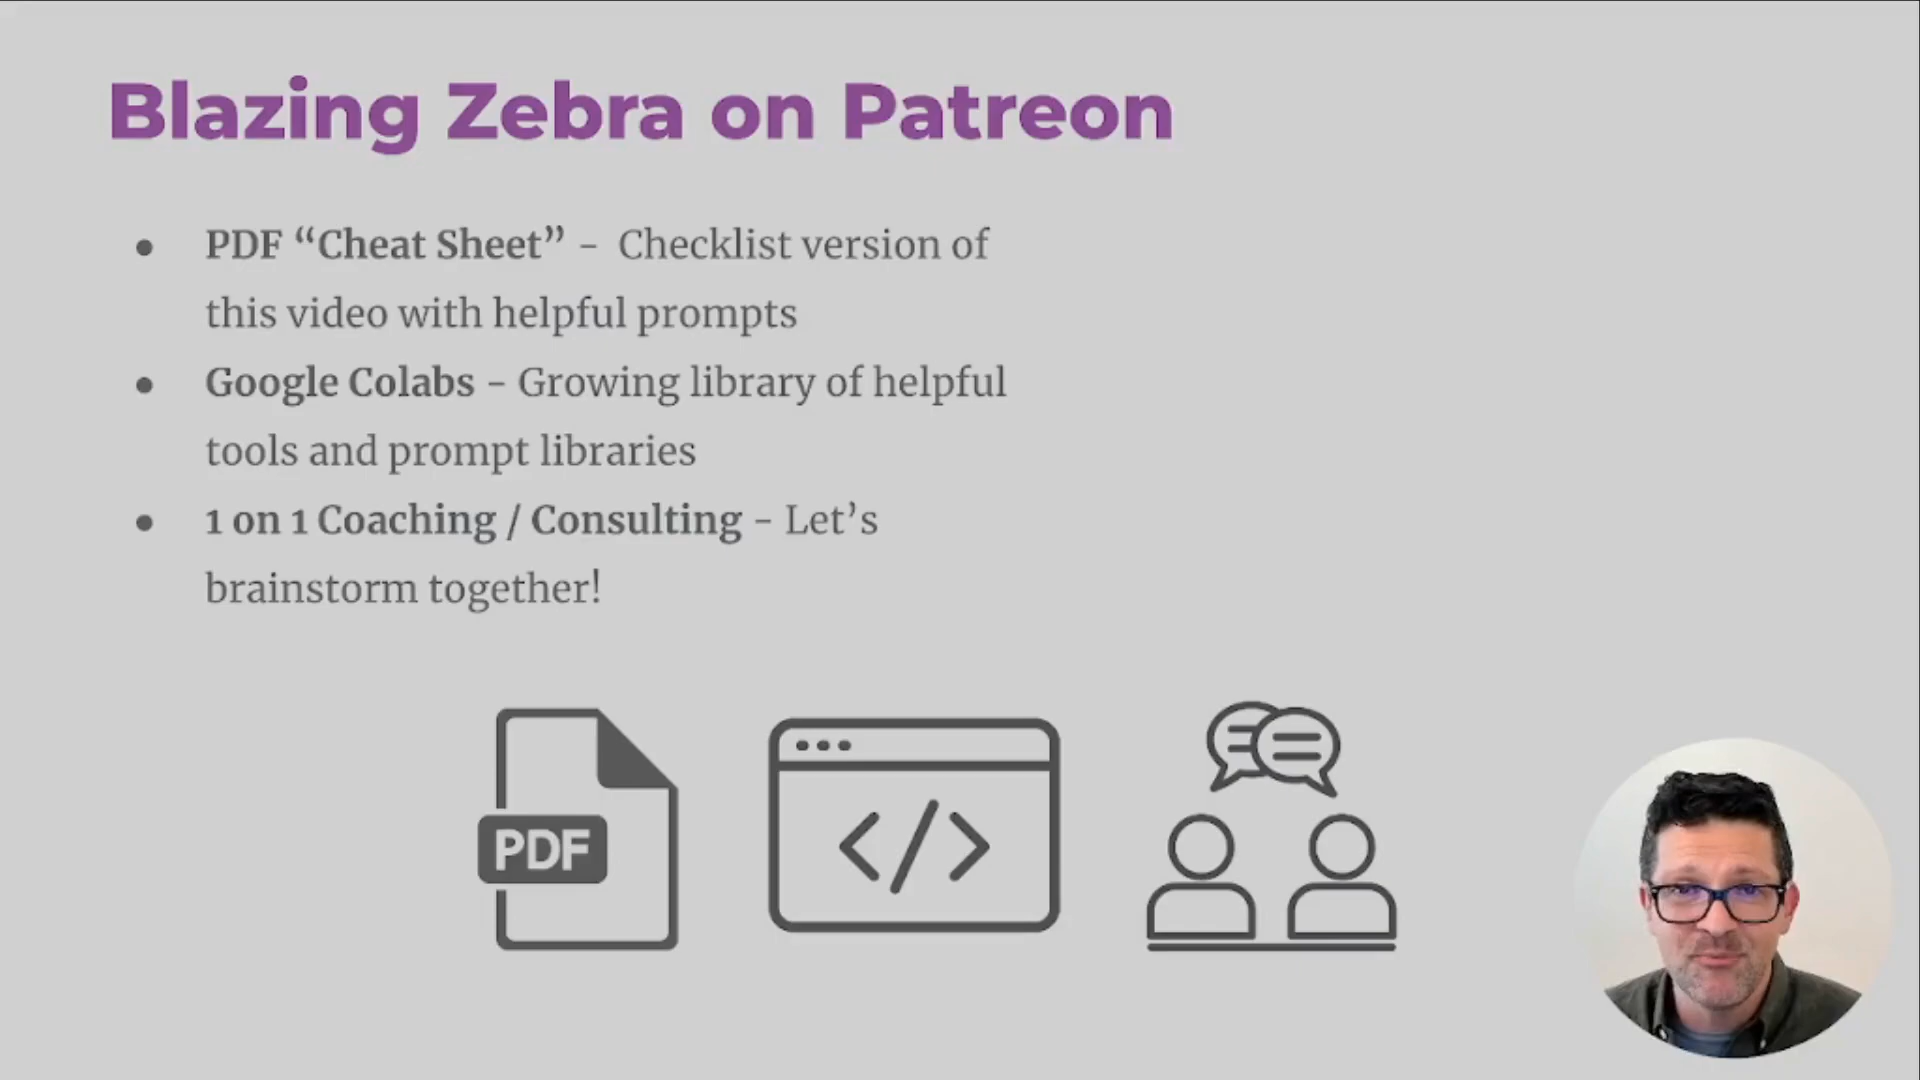 Blazing Zebra on Patreon
● PDF “Cheat Sheet” - Checklist version of
this video with helpful prompts
● Google Colabs - Growing library of helpful
tools and prompt libraries
● 1 on 1 Coaching / Consulting - Let’s
brainstorm together!
PDF
</>